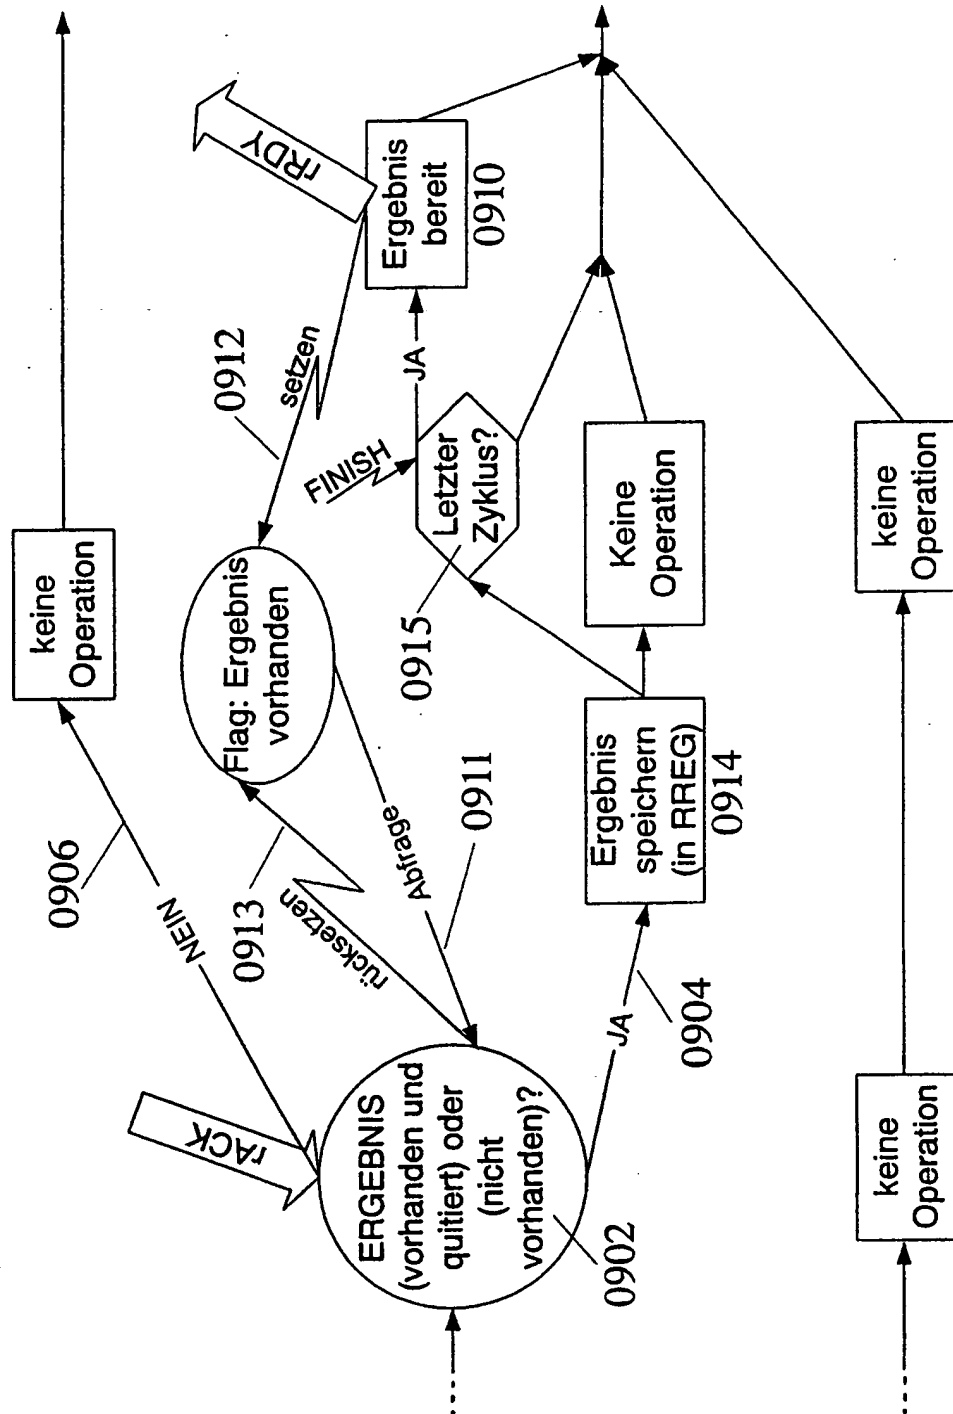 rACK
ERGEBNIS
(vorhanden und
quitiert) oder
(nicht
vorhanden)?
0902
NEIN
0906
keine
Operation
rücksetzen
0913
Abfrage
0911
Flag: Ergebnis
vorhanden
setzen
0912
rRDY
JA
0904
Ergebnis
speichern
(in RREG)
0914
FINISH
Letzter
Zyklus?
0915
JA
Ergebnis
bereit
0910
Keine
Operation
keine
Operation
keine
Operation